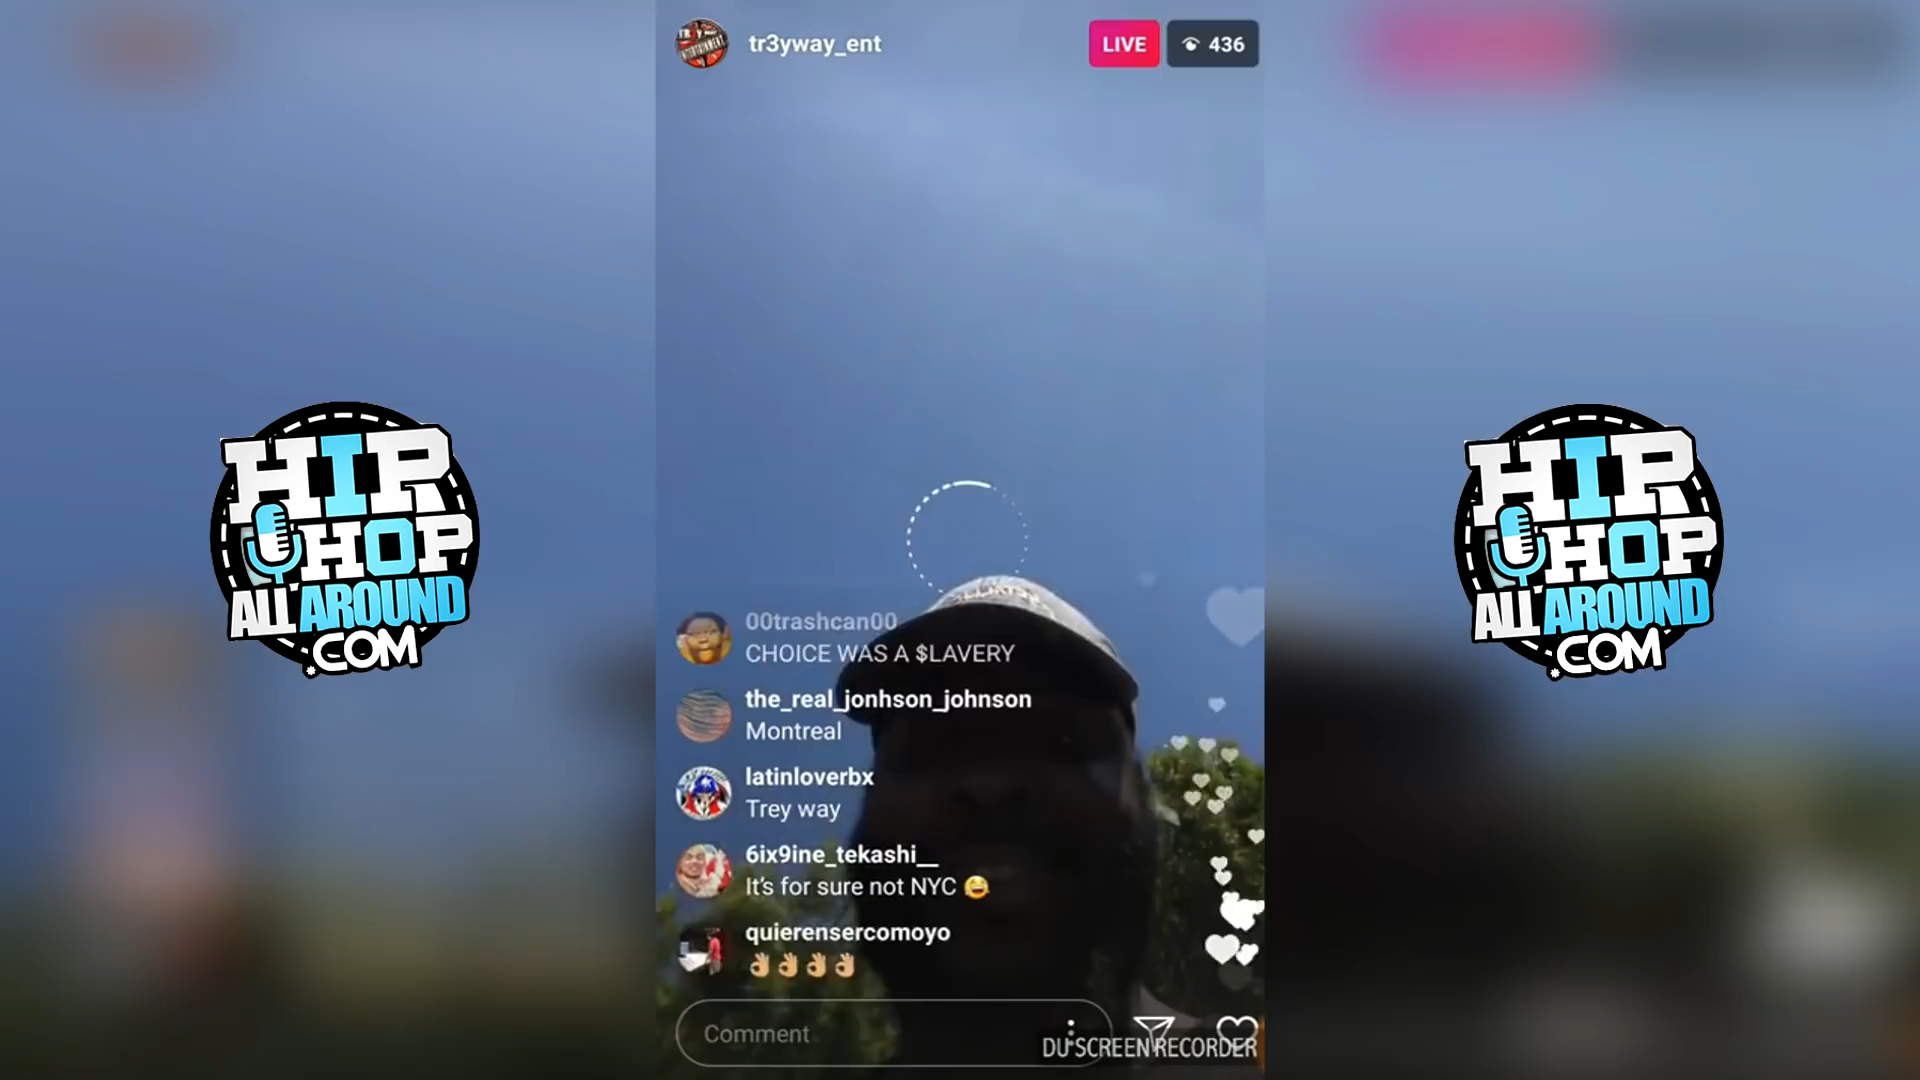 tr3yway_ent
LIVE
436
HIP
HOP
ALL AROUND
.COM
HIP
HOP
ALL AROUND
.COM
00trashcan00
CHOICE WAS A $LAVERY
the_real_jonhson_johnson
Montreal
latinloverbx
Trey way
6ix9ine_tekashi__
It's for sure not NYC 😂
quierensercomoyo
👌🏼👌🏼👌🏼👌🏼
Comment
DU SCREEN RECORDER